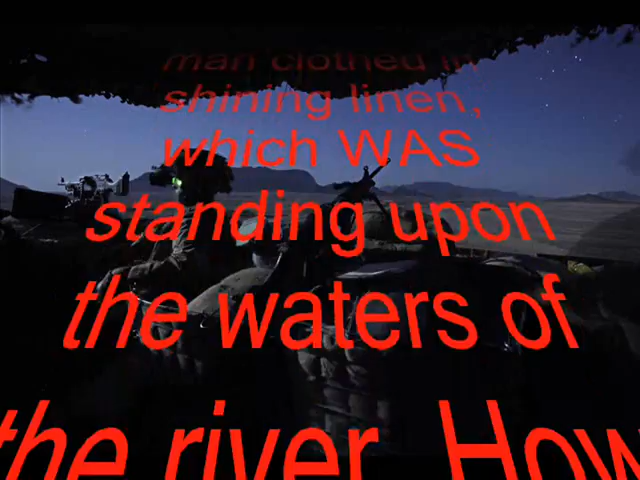 man clothed in
shining linen,
which WAS
standing upon
the waters of
the river. How